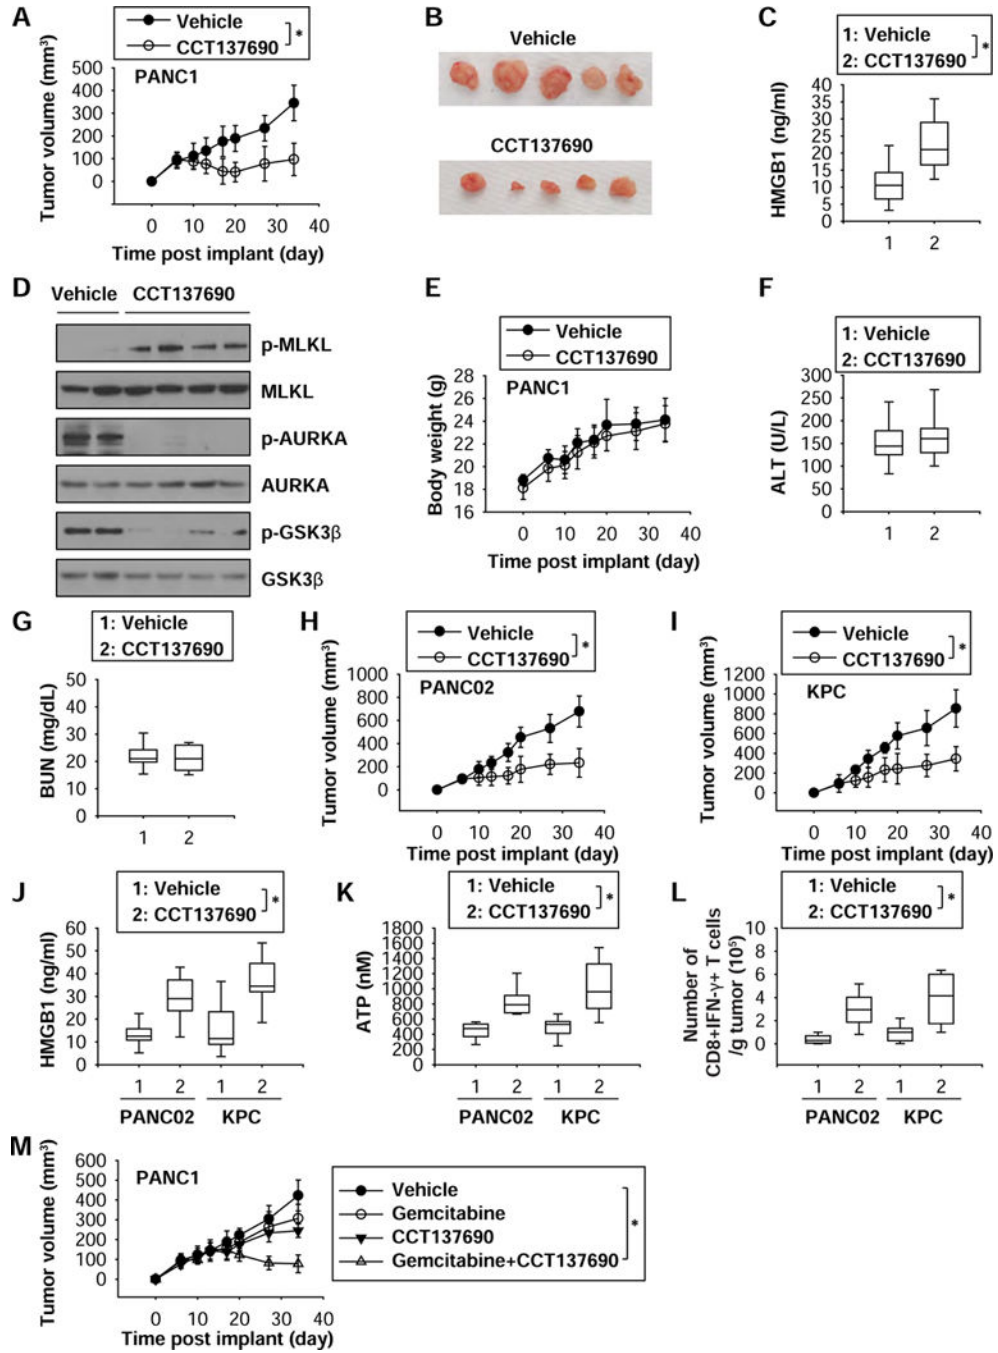 A
Vehicle
CCT137690
*
PANC1
Tumor volume (mm³)
500
400
300
200
100
0
0 10 20 30 40
Time post implant (day)
B
Vehicle
CCT137690
C
1: Vehicle
2: CCT137690
*
HMGB1 (ng/ml)
40
35
30
25
20
15
10
5
0
1 2
D
Vehicle CCT137690
p-MLKL
MLKL
p-AURKA
AURKA
p-GSK3β
GSK3β
E
Vehicle
CCT137690
PANC1
Body weight (g)
28
26
24
22
20
18
16
0 10 20 30 40
Time post implant (day)
F
1: Vehicle
2: CCT137690
ALT (U/L)
300
250
200
150
100
50
0
1 2
G
1: Vehicle
2: CCT137690
BUN (mg/dL)
50
40
30
20
10
0
1 2
H
Vehicle
CCT137690
*
PANC02
Tumor volume (mm³)
1000
800
600
400
200
0
0 10 20 30 40
Time post implant (day)
I
Vehicle
CCT137690
*
KPC
Tumor volume (mm³)
1200
1000
800
600
400
200
0
0 10 20 30 40
Time post implant (day)
J
1: Vehicle
2: CCT137690
*
HMGB1 (ng/ml)
60
50
40
30
20
10
0
1 2 1 2
PANC02 KPC
K
1: Vehicle
2: CCT137690
*
ATP (nM)
1800
1600
1400
1200
1000
800
600
400
200
0
1 2 1 2
PANC02 KPC
L
1: Vehicle
2: CCT137690
*
Number of
CD8+IFN-γ+ T cells
/g tumor (10⁵)
10
8
6
4
2
0
1 2 1 2
PANC02 KPC
M
PANC1
Tumor volume (mm³)
600
500
400
300
200
100
0
0 10 20 30 40
Time post implant (day)
Vehicle
Gemcitabine
CCT137690
Gemcitabine+CCT137690
*